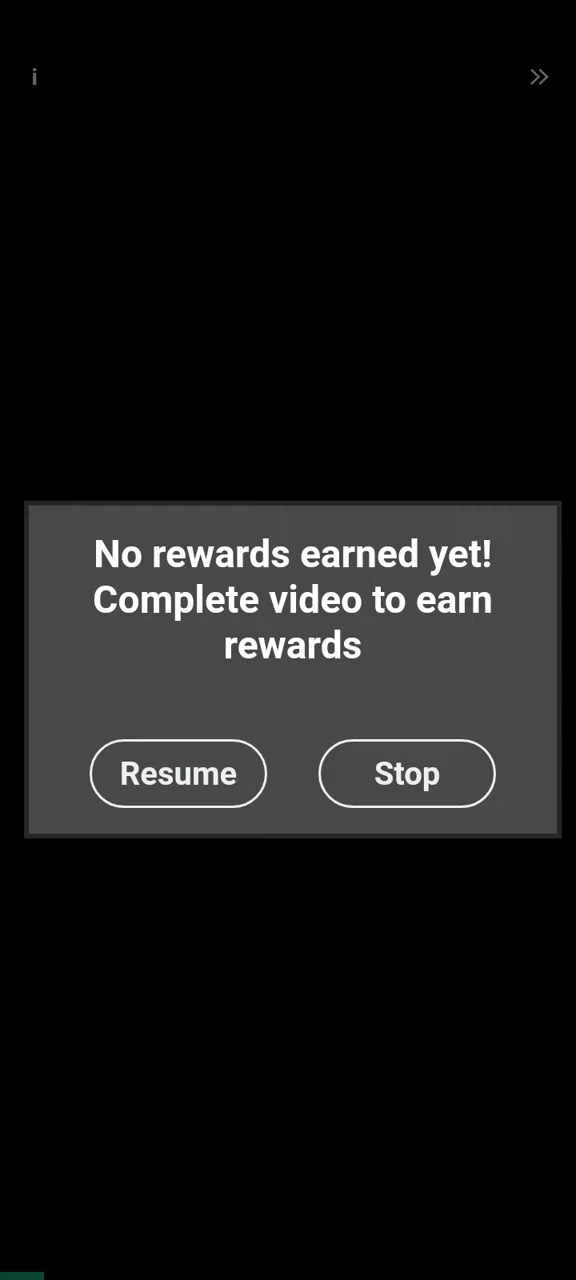 i
No rewards earned yet!
Complete video to earn
rewards
Resume
Stop